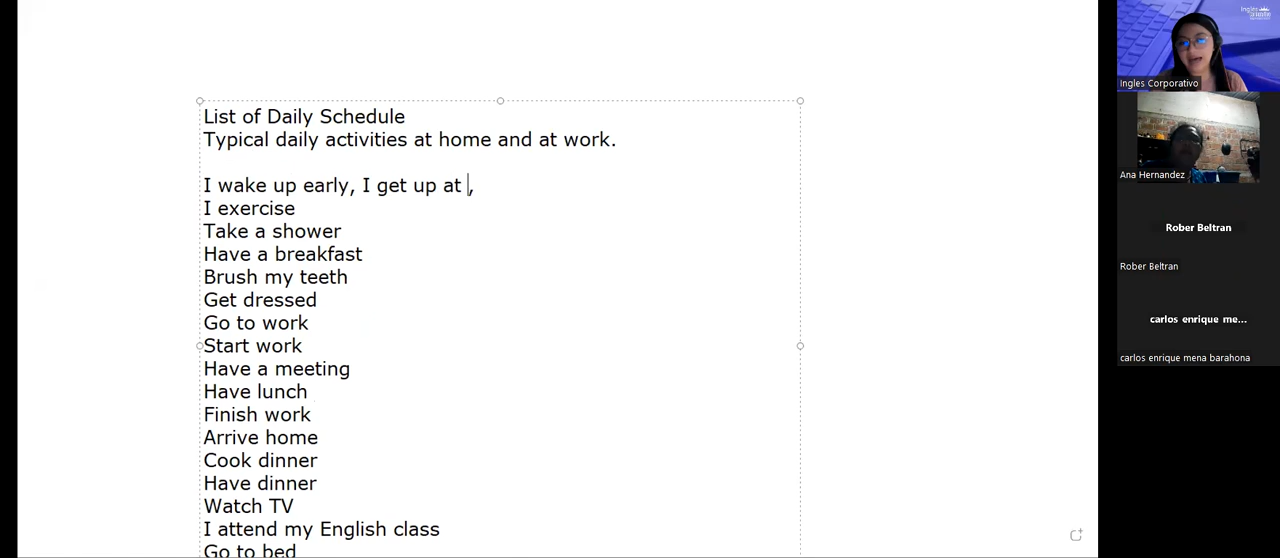 List of Daily Schedule
Typical daily activities at home and at work.
I wake up early, I get up at ,
I exercise
Take a shower
Have a breakfast
Brush my teeth
Get dressed
Go to work
Start work
Have a meeting
Have lunch
Finish work
Arrive home
Cook dinner
Have dinner
Watch TV
I attend my English class
Go to bed
Ingles Corporativo
Ana Hernandez
Rober Beltran
Rober Beltran
carlos enrique me...
carlos enrique mena barahona